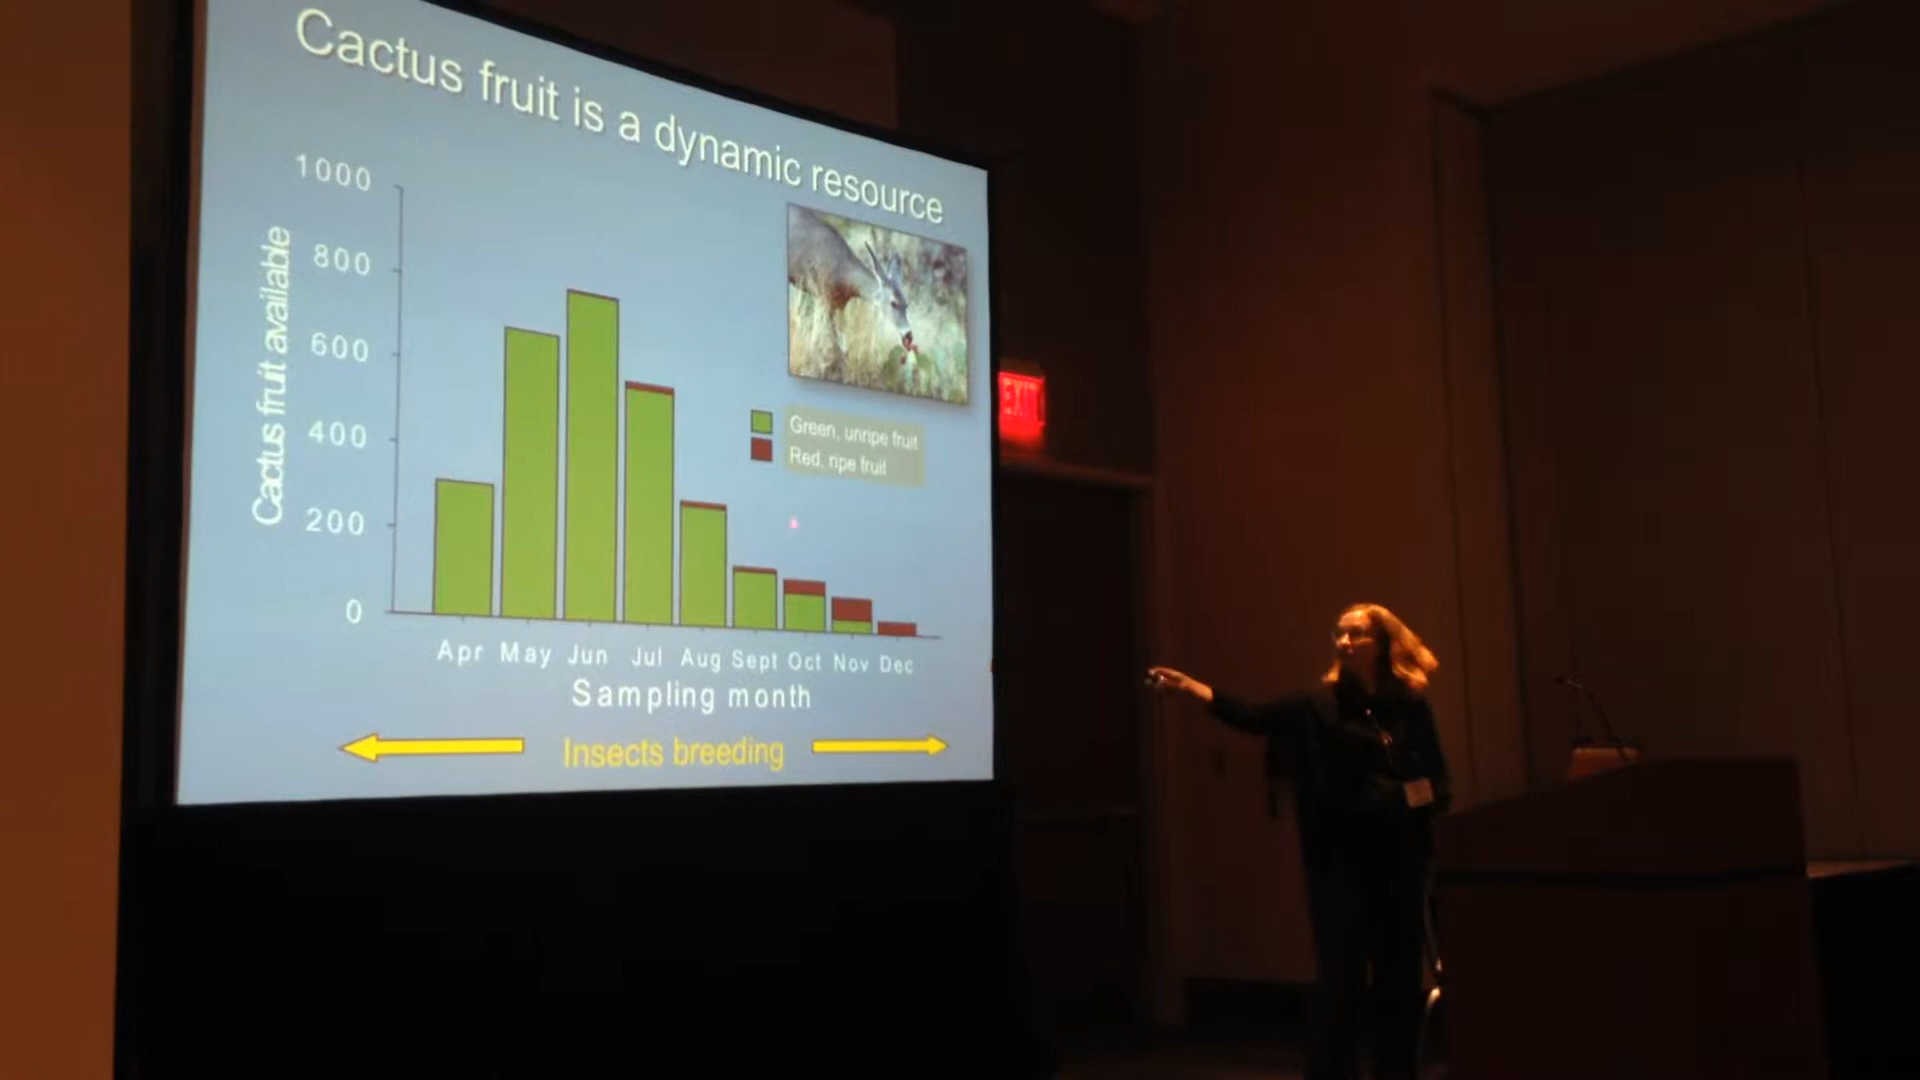 Cactus fruit is a dynamic resource
1000
800
600
400
200
0
Cactus fruit available
Green, unripe fruit
Red, ripe fruit
Apr May Jun Jul Aug Sept Oct Nov Dec
Sampling month
Insects breeding
EXIT